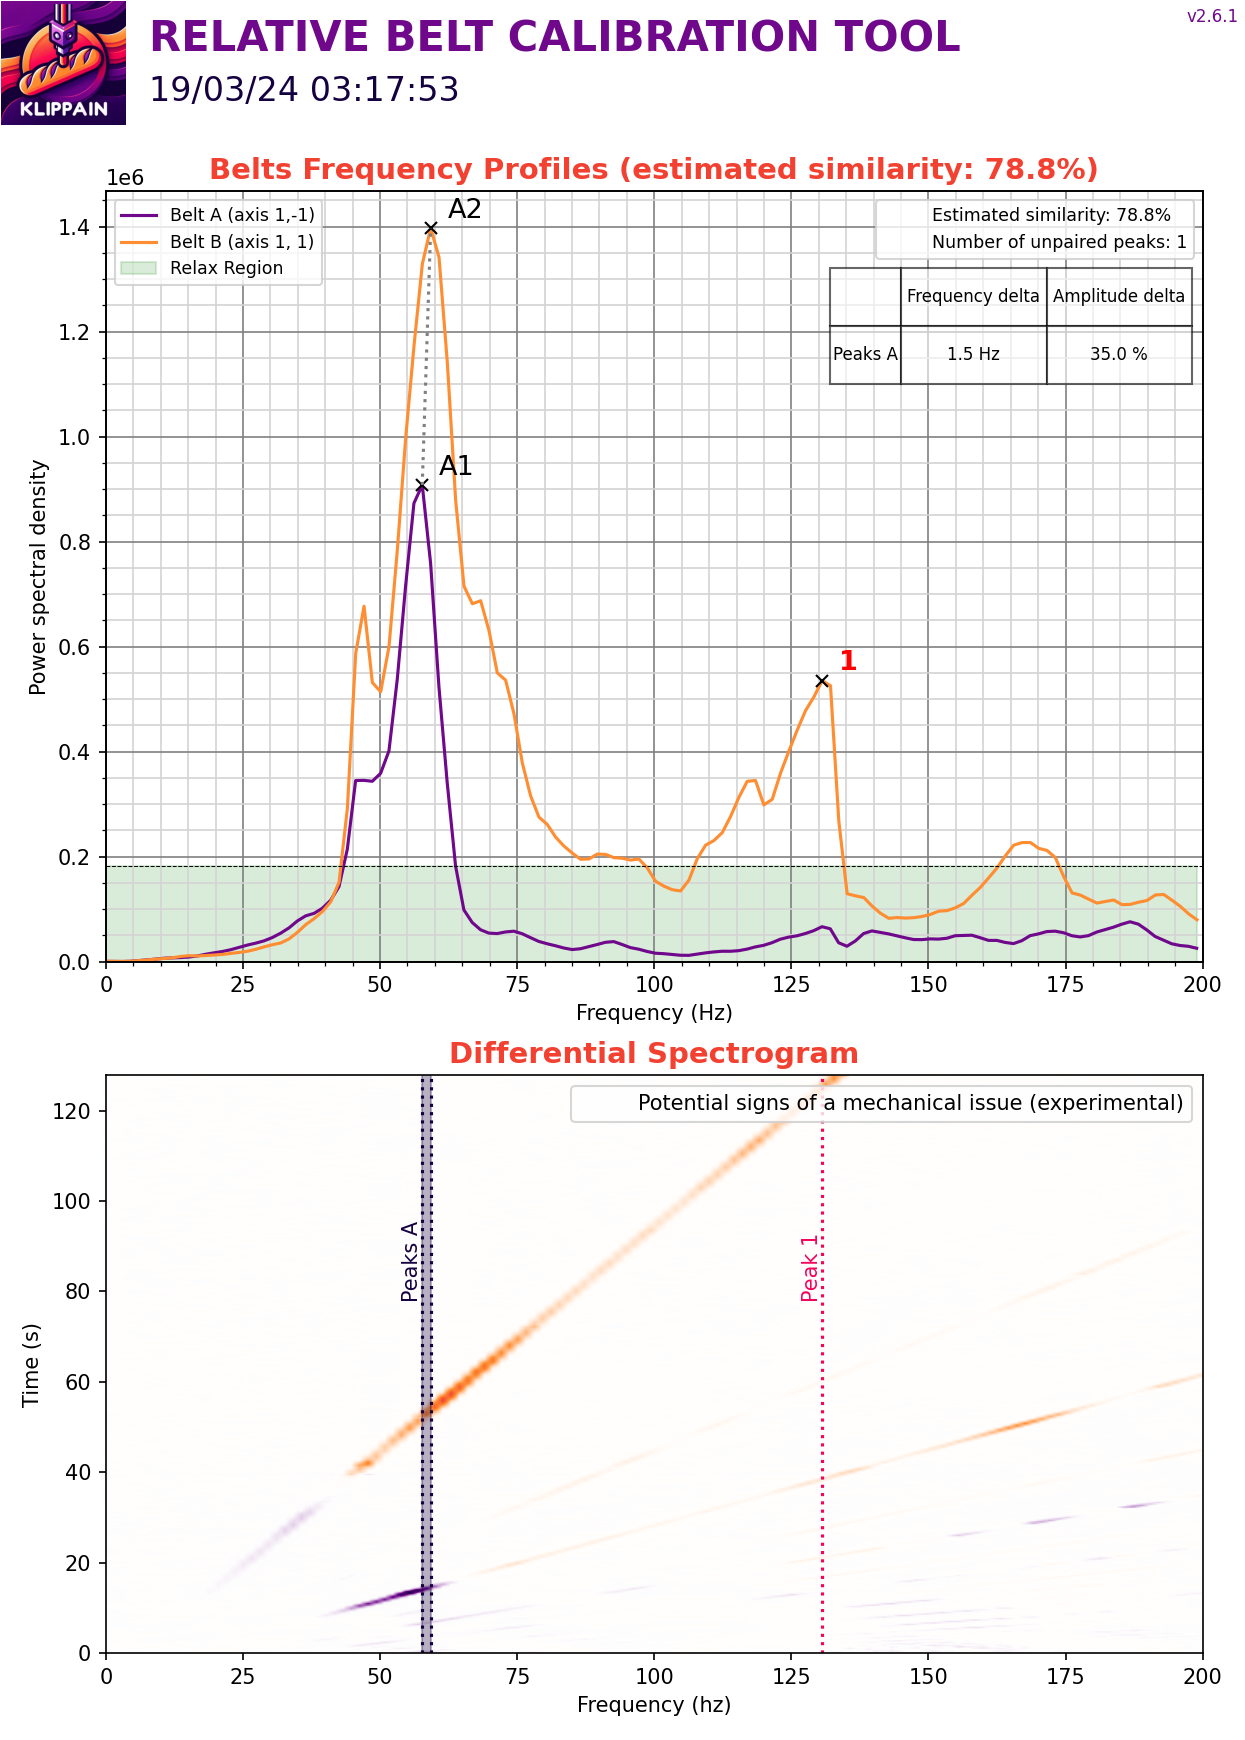 KLIPPAIN
RELATIVE BELT CALIBRATION TOOL
19/03/24 03:17:53
v2.6.1
Belts Frequency Profiles (estimated similarity: 78.8%)
1e6
Belt A (axis 1,-1)
Belt B (axis 1, 1)
Relax Region
Estimated similarity: 78.8%
Number of unpaired peaks: 1
Frequency delta Amplitude delta
Peaks A 1.5 Hz 35.0 %
A2
A1
1
Power spectral density
1.4
1.2
1.0
0.8
0.6
0.4
0.2
0.0
0 25 50 75 100 125 150 175 200
Frequency (Hz)
Differential Spectrogram
Potential signs of a mechanical issue (experimental)
Peaks A
Peak 1
Time (s)
120
100
80
60
40
20
0
0 25 50 75 100 125 150 175 200
Frequency (hz)